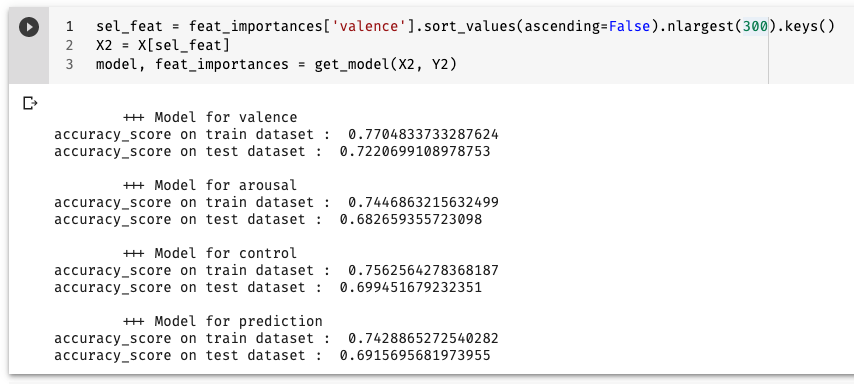 1 sel_feat = feat_importances['valence'].sort_values(ascending=False).nlargest(300).keys()
2 X2 = X[sel_feat]
3 model, feat_importances = get_model(X2, Y2)
+++ Model for valence
accuracy_score on train dataset : 0.7704833733287624
accuracy_score on test dataset : 0.7220699108978753
+++ Model for arousal
accuracy_score on train dataset : 0.7446863215632499
accuracy_score on test dataset : 0.682659355723098
+++ Model for control
accuracy_score on train dataset : 0.7562564278368187
accuracy_score on test dataset : 0.699451679232351
+++ Model for prediction
accuracy_score on train dataset : 0.7428865272540282
accuracy_score on test dataset : 0.6915695681973955